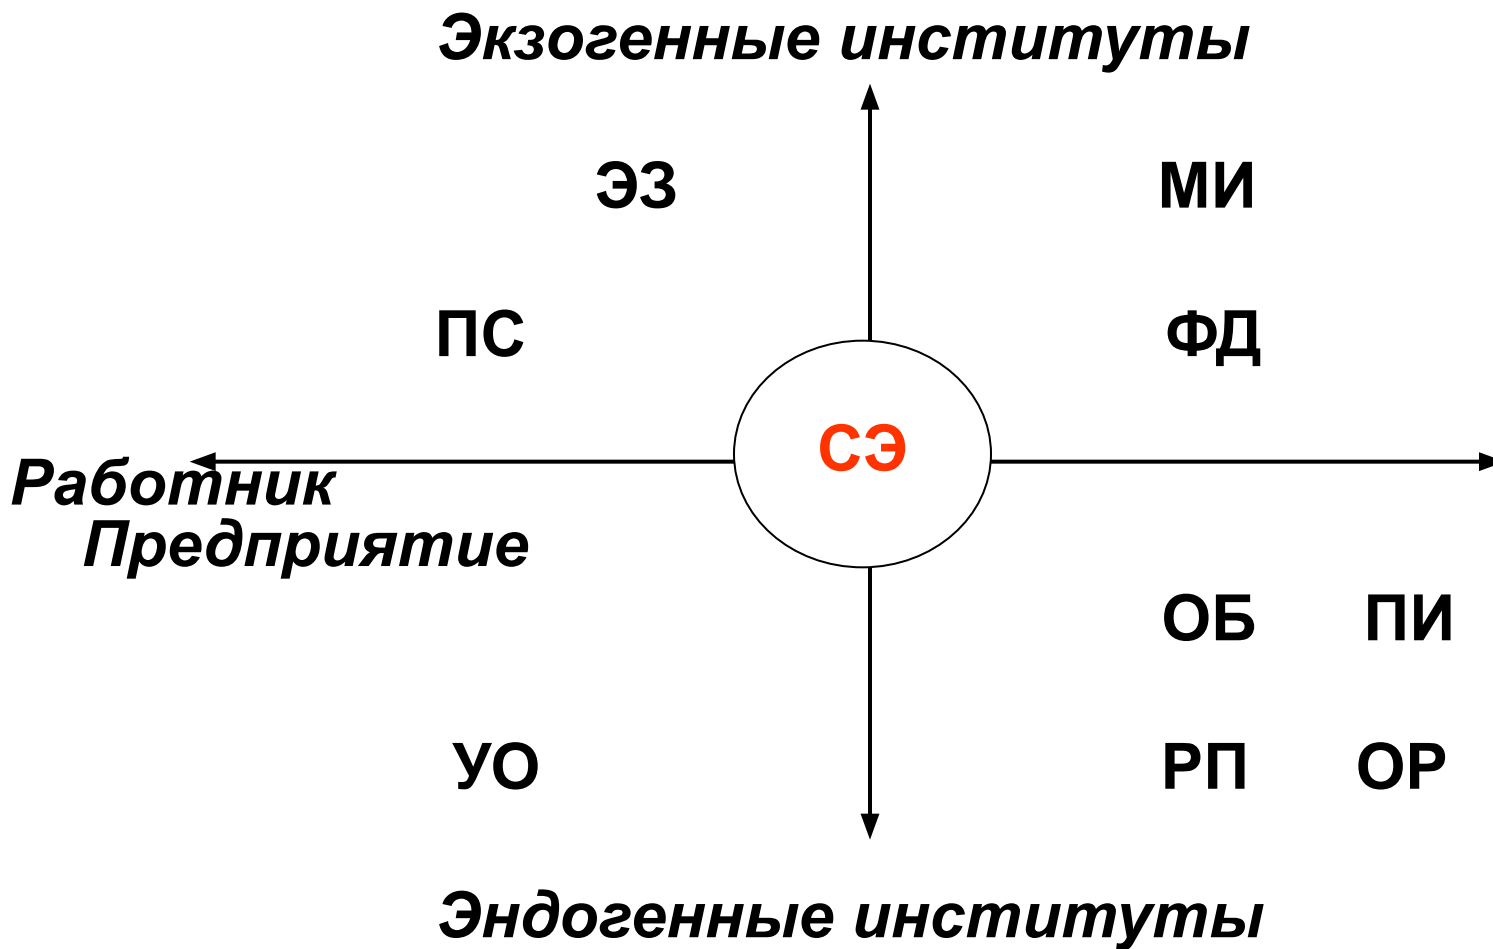 Экзогенные институты
ЭЗ МИ
ПС ФД
СЭ
Работник
Предприятие
ОБ ПИ
УО РП ОР
Эндогенные институты